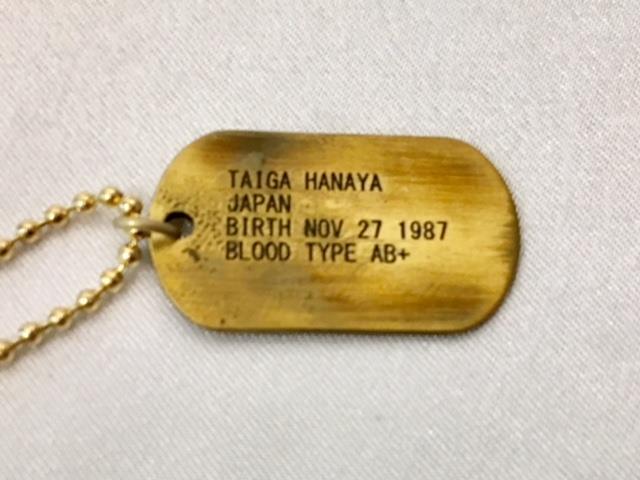 TAIGA HANAYA
JAPAN
BIRTH NOV 27 1987
BLOOD TYPE AB+